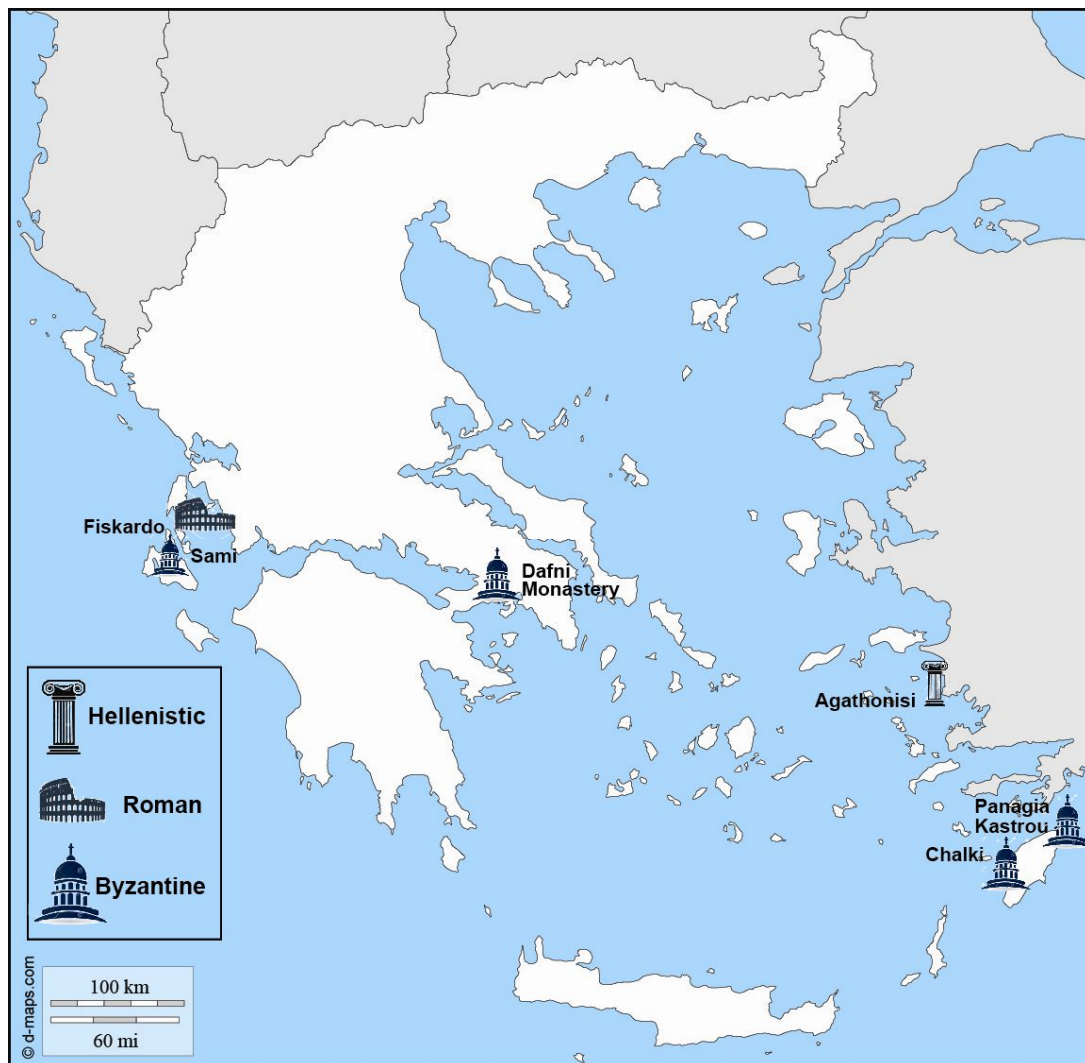 Fiskardo
Sami
Dafni
Monastery
Agathonisi
Panagia
Kastrou
Chalki
Hellenistic
Roman
Byzantine
100 km
60 mi
© d-maps.com